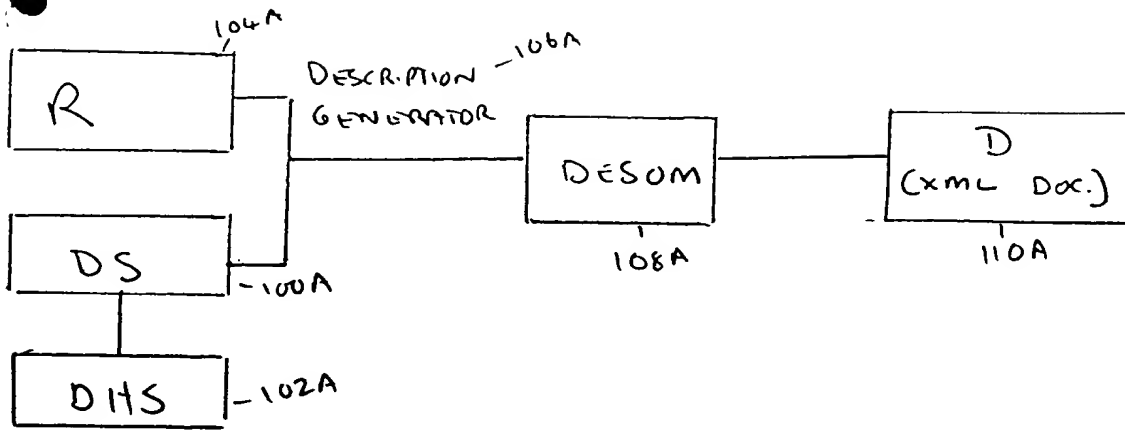 104A
R
DESCRIPTION
GENERATOR
106A
DESOM
108A
D
(XML DOC.)
110A
DS
100A
DHS
102A